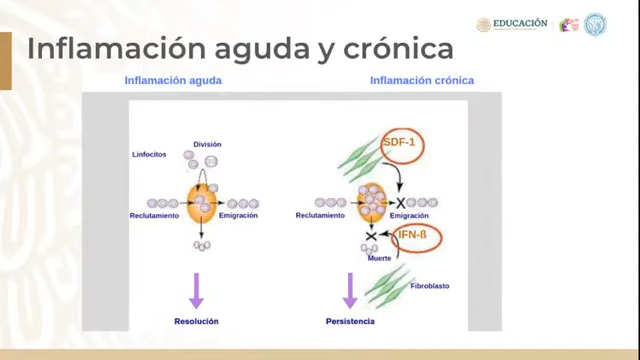 EDUCACIÓN
Inflamación aguda y crónica
Inflamación aguda
Inflamación crónica
División
Linfocitos
Reclutamiento
Emigración
Resolución
SDF-1
Reclutamiento
Emigración
IFN-ß
Muerte
Fibroblasto
Persistencia